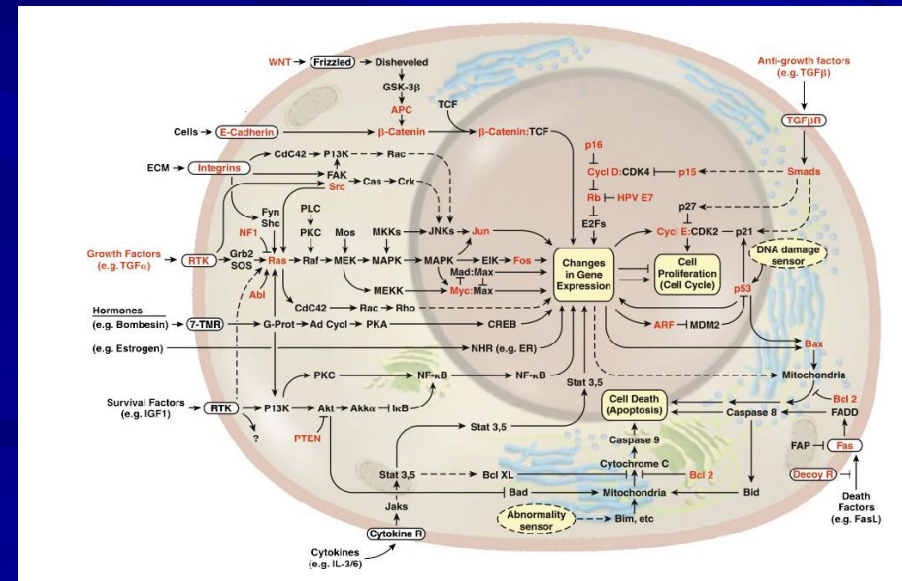 WNT Frizzled Disheveled
GSK-3β
APC
TCF
Cells E-Cadherin β-Catenin β-Catenin:TCF
ECM Integrins CdC42 P13K Rac
FAK
Src Cas Crk
Fyn
Shc
PLC
NF1 PKC Mos MKKs JNKs Jun
Growth Factors
(e.g. TGFα)
RTK Grb2
SCS
Ras Raf MEK MAPK MAPK EIK Fos
Mad:Max
Abl MEKK Myc:Max
CdC42 Rac Rho
Hormones
(e.g. Bombesin) 7-TMR G-Prot Ad Cycl PKA CREB
(e.g. Estrogen) NHR (e.g. ER)
PKC NF-κB NF-κB
Survival Factors
(e.g. IGF1)
RTK P13K Akt Akkα IκB
?
PTEN
Stat 3,5
Stat 3,5
Stat 3,5 Bcl XL
Bad
Jaks
Cytokine R
Cytokines
(e.g. IL-3/6)
Changes
in Gene
Expression
p16
Cycl D:CDK4 p15
Rb HPV E7
E2Fs
p27
Cycl E:CDK2 p21
Cell
Proliferation
(Cell Cycle)
Anti-growth factors
(e.g. TGFβ)
TGFβR
Smads
DNA damage
sensor
p53
ARF MDM2
Bax
Mitochondria
Bcl 2
Cell Death
(Apoptosis)
Caspase 8 FADD
Caspase 9
FAP Fas
Cytochrome C Bcl 2
Decoy R
Mitochondria Bid
Death
Factors
(e.g. FasL)
Abnormality
sensor
Bim, etc